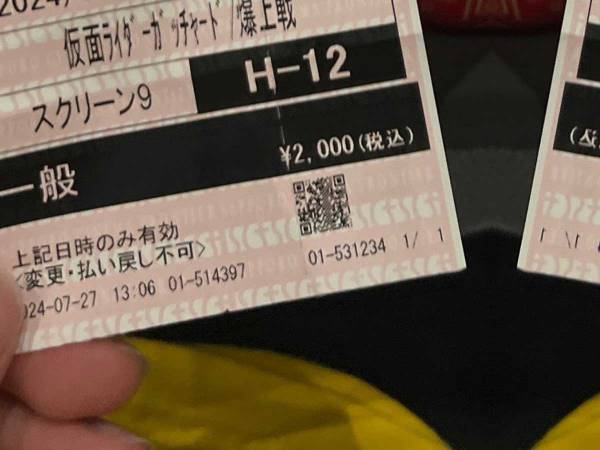 2024,
仮面ライダーガッチャード/爆上戦
スクリーン9
H-12
一般
¥2,000(税込)
上記日時のみ有効
<変更・払い戻し不可>
024-07-27 13:06 01-514397
01-531234 1/ 1